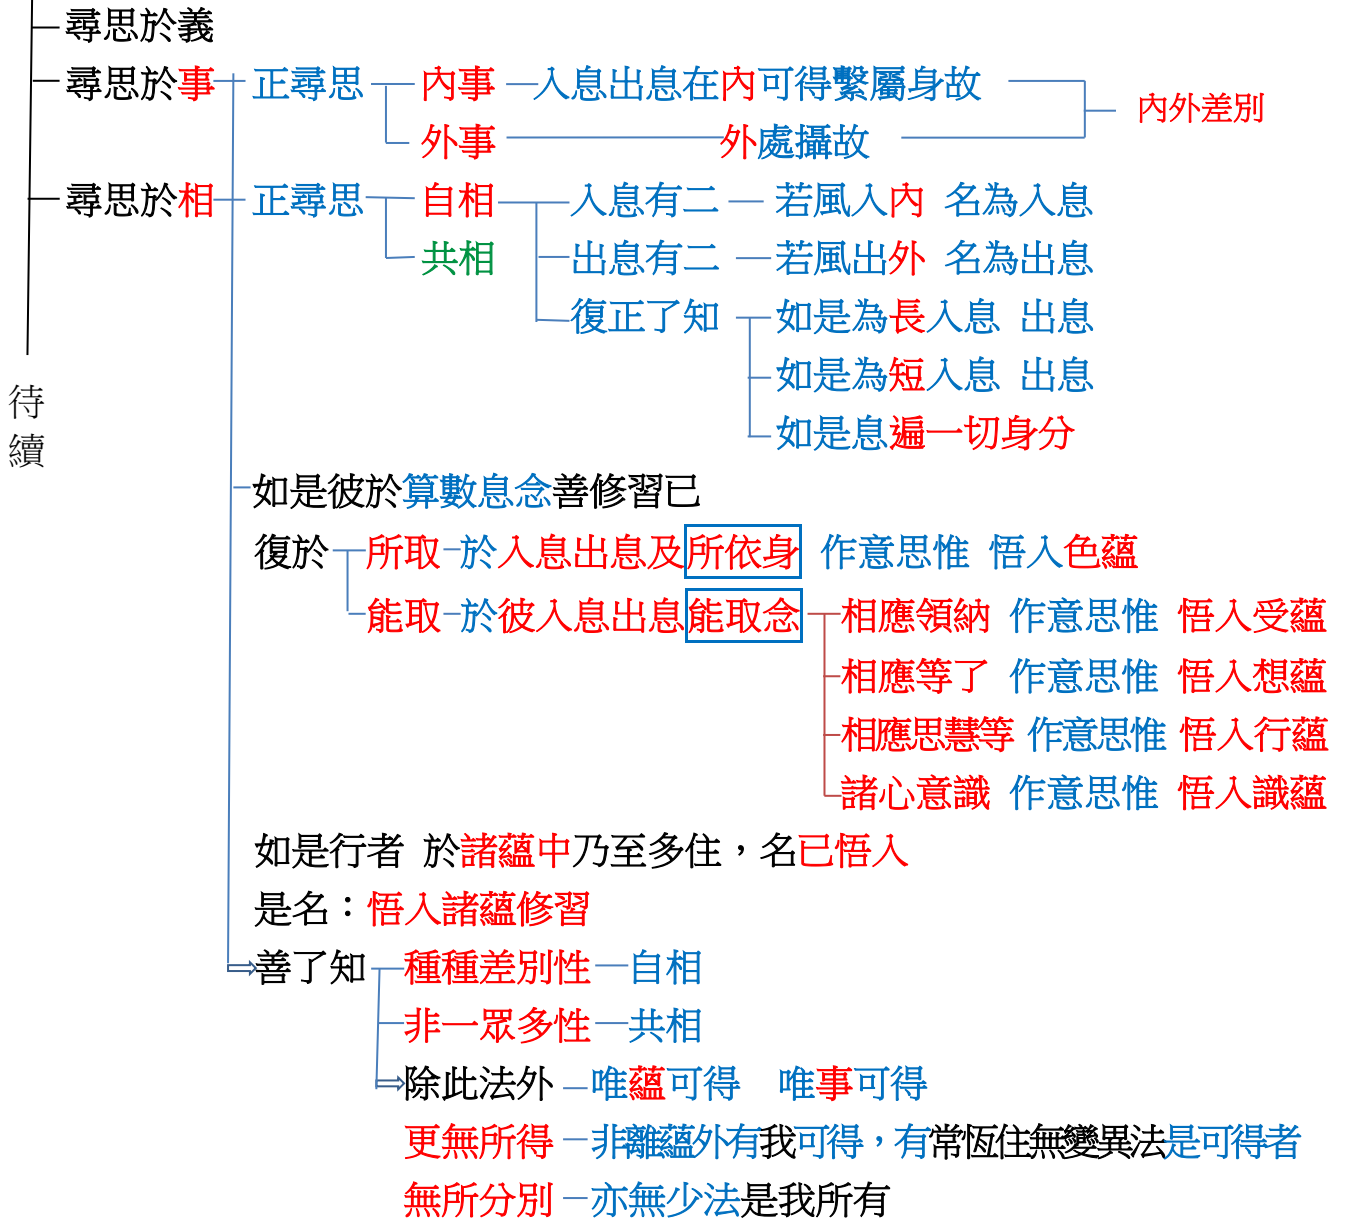 尋思於義
尋思於事 正尋思 內事 入息出息在內可得繫屬身故
內外差別
外事 外處攝故
尋思於相 正尋思 自相 入息有二 若風入內 名為入息
共相 出息有二 若風出外 名為出息
復正了知 如是為長入息 出息
如是為短入息 出息
待續
如是息遍一切身分
如是彼於算數息念善修習已
復於 所取 於入息出息及所依身 作意思惟 悟入色蘊
能取 於彼入息出息能取念 相應領納 作意思惟 悟入受蘊
相應等了 作意思惟 悟入想蘊
相應思慧等 作意思惟 悟入行蘊
諸心意識 作意思惟 悟入識蘊
如是行者 於諸蘊中乃至多住，名已悟入
是名：悟入諸蘊修習
善了知 種種差別性 自相
非一眾多性 共相
除此法外 唯蘊可得 唯事可得
更無所得 非離蘊外有我可得，有常恆住無變異法是可得者
無所分別 亦無少法是我所有